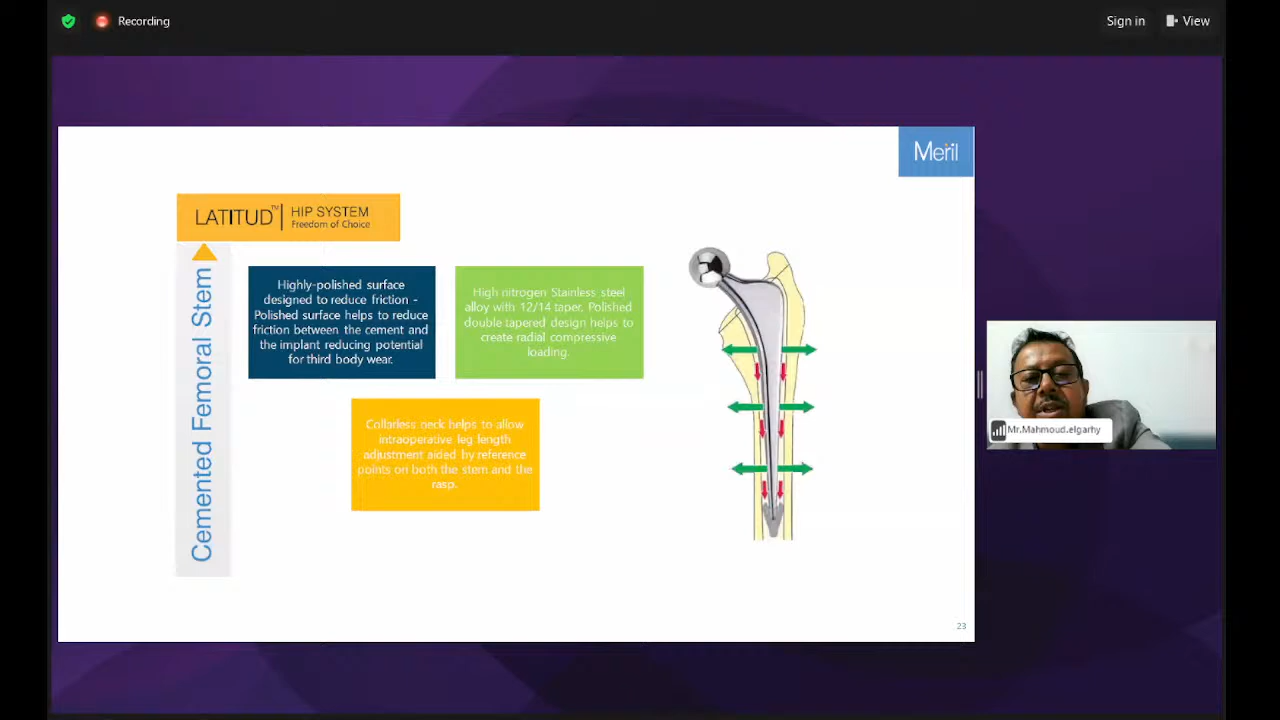 Recording
Sign in
View
Meril
LATITUD™
HIP SYSTEM
Freedom of Choice
Cemented Femoral Stem
Highly-polished surface
designed to reduce friction -
Polished surface helps to reduce
friction between the cement and
the implant reducing potential
for third body wear.
High nitrogen Stainless steel
alloy with 12/14 taper. Polished
double tapered design helps to
create radial compressive
loading.
Collarless neck helps to allow
intraoperative leg length
adjustment aided by reference
points on both the stem and the
rasp.
23
Mr.Mahmoud.elgarhy